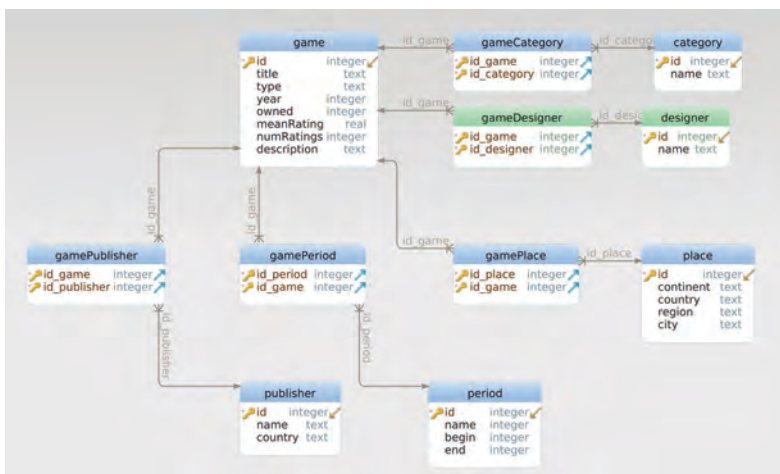 game
id integer
title text
type text
year integer
owned integer
meanRating real
numRatings integer
description text
id_game
gameCategory
id_game integer
id_category integer
id_categor
category
id integer
name text
id_game
gameDesigner
id_game integer
id_designer integer
id_desig
designer
id integer
name text
id_game
id_game
id_game
gamePublisher
id_game integer
id_publisher integer
gamePeriod
id_period integer
id_game integer
gamePlace
id_place integer
id_game integer
id_place
place
id integer
continent text
country text
region text
city text
id_publisher
id_period
publisher
id integer
name text
country text
period
id integer
name integer
begin integer
end integer